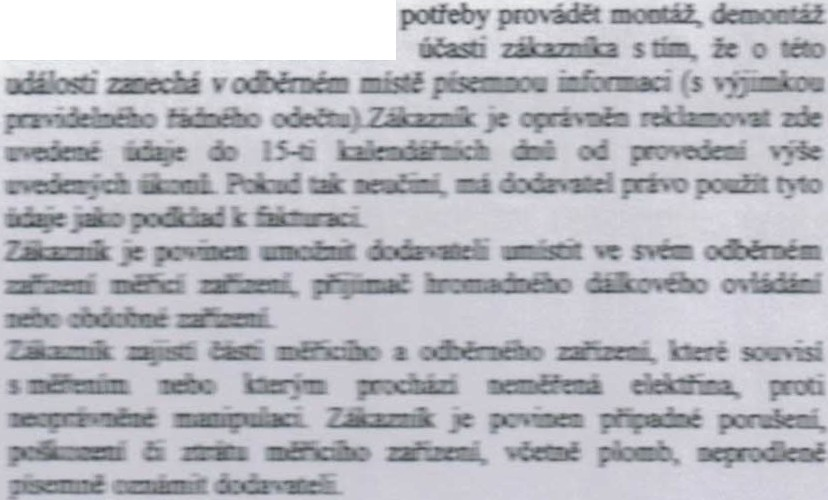 potřeby provádět montáž, demontáž
účasti zákazníka s tím, že o této
události zanechá v odběrném místě písemnou informaci (s výjimkou
pravidelného řádného odečtu).Zákazník je oprávněn reklamovat zde
uvedené údaje do 15-ti kalendářních dnů od provedení výše
uvedených úkonů. Pokud tak neučiní, má dodavatel právo použít tyto
údaje jako podklad k fakturaci.
Zákazník je povinen umožnit dodavateli umístit ve svém odběrném
zařízení měřicí zařízení, přijímač hromadného dálkového ovládání
nebo obdobné zařízení.
Zákazník zajistí části měřicího a odběrného zařízení, které souvisí
s měřením nebo kterým prochází neměřená elektřina, proti
neoprávněné manipulaci. Zákazník je povinen případné porušení,
poškození či ztrátu měřicího zařízení, včetně plomb, neprodleně
písemně oznámit dodavateli.